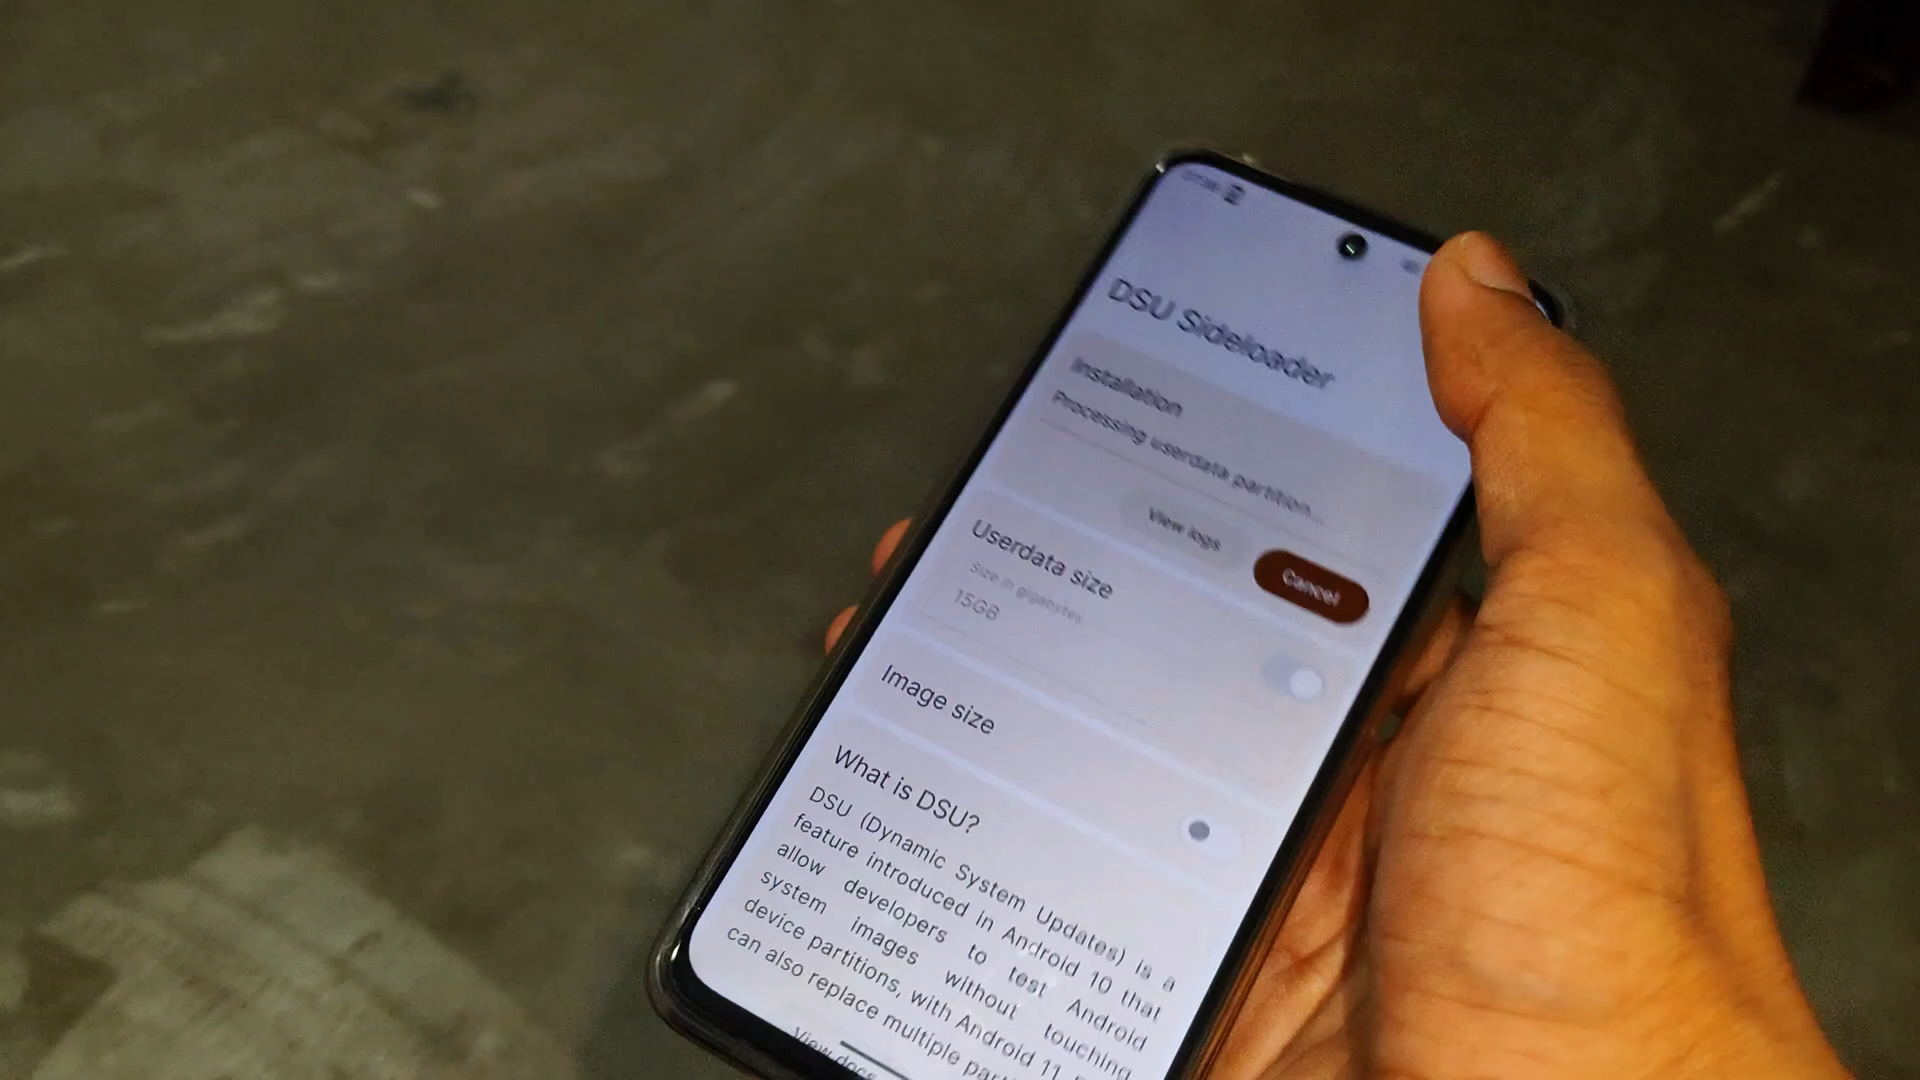 DSU Sideloader
Installation
Processing userdata partition...
View logs
Cancel
Userdata size
Size in gigabytes
15GB
Image size
What is DSU?
DSU (Dynamic System Updates) is a
feature introduced in Android 10 that
allow developers to test Android
system images without touching
device partitions, with Android 11
can also replace multiple
View docs